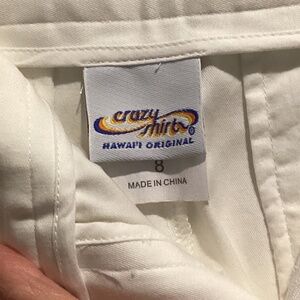 crazy
shirts®
HAWAI'I ORIGINAL
8
MADE IN CHINA